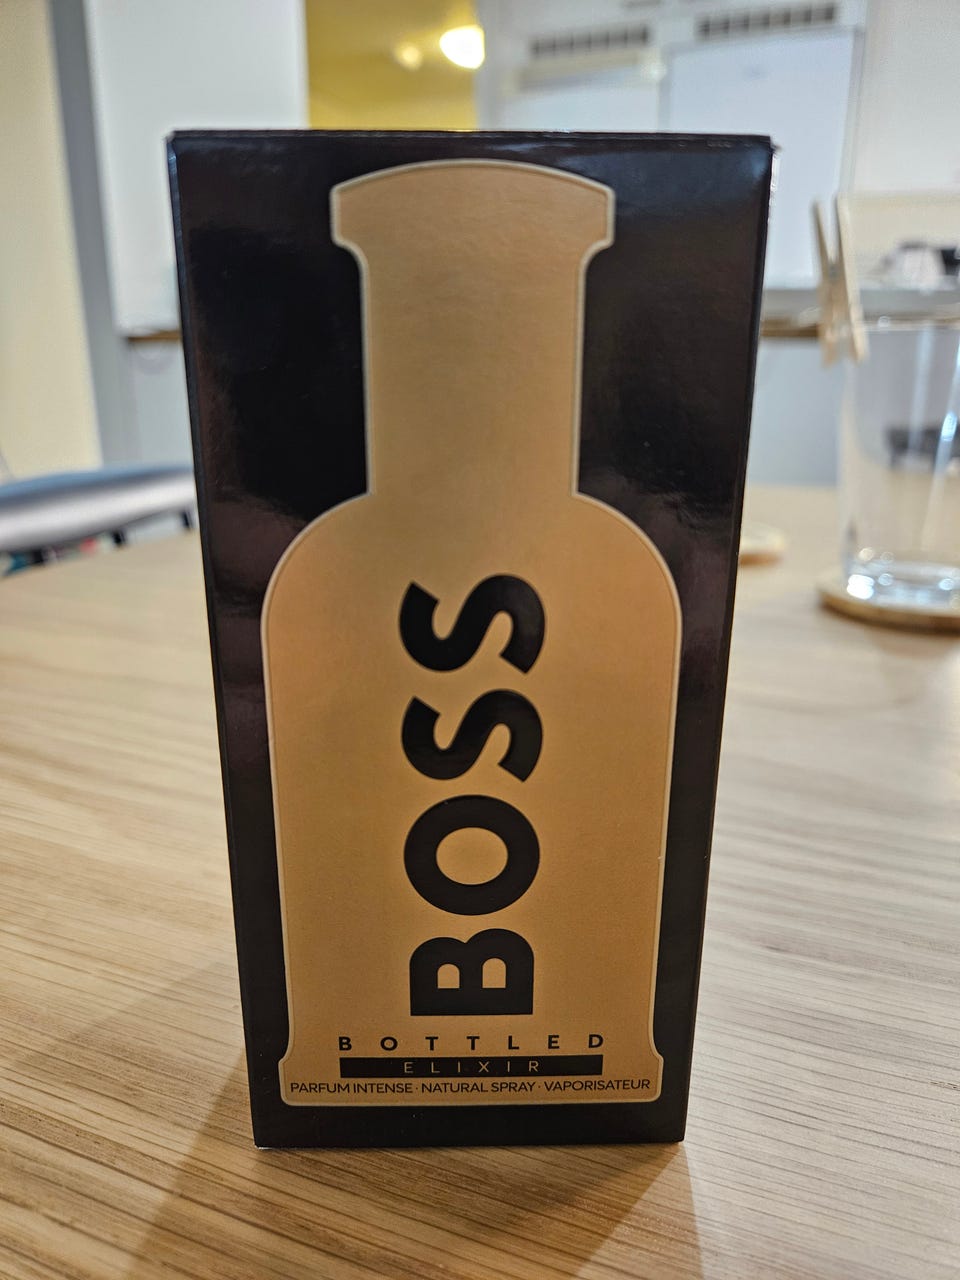 BOSS
BOTTLED
ELIXIR
PARFUM INTENSE · NATURAL SPRAY · VAPORISATEUR